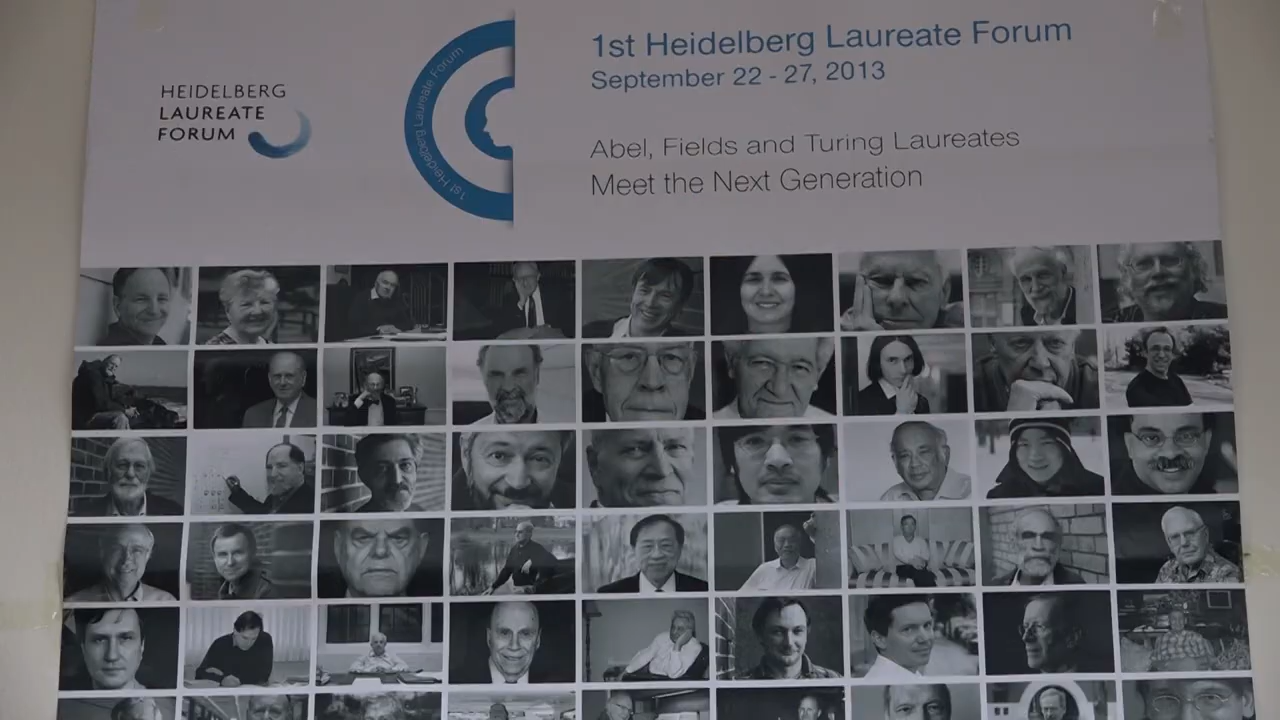 HEIDELBERG
LAUREATE
FORUM
1st Heidelberg Laureate Forum
1st Heidelberg Laureate Forum
September 22 - 27, 2013
Abel, Fields and Turing Laureates
Meet the Next Generation